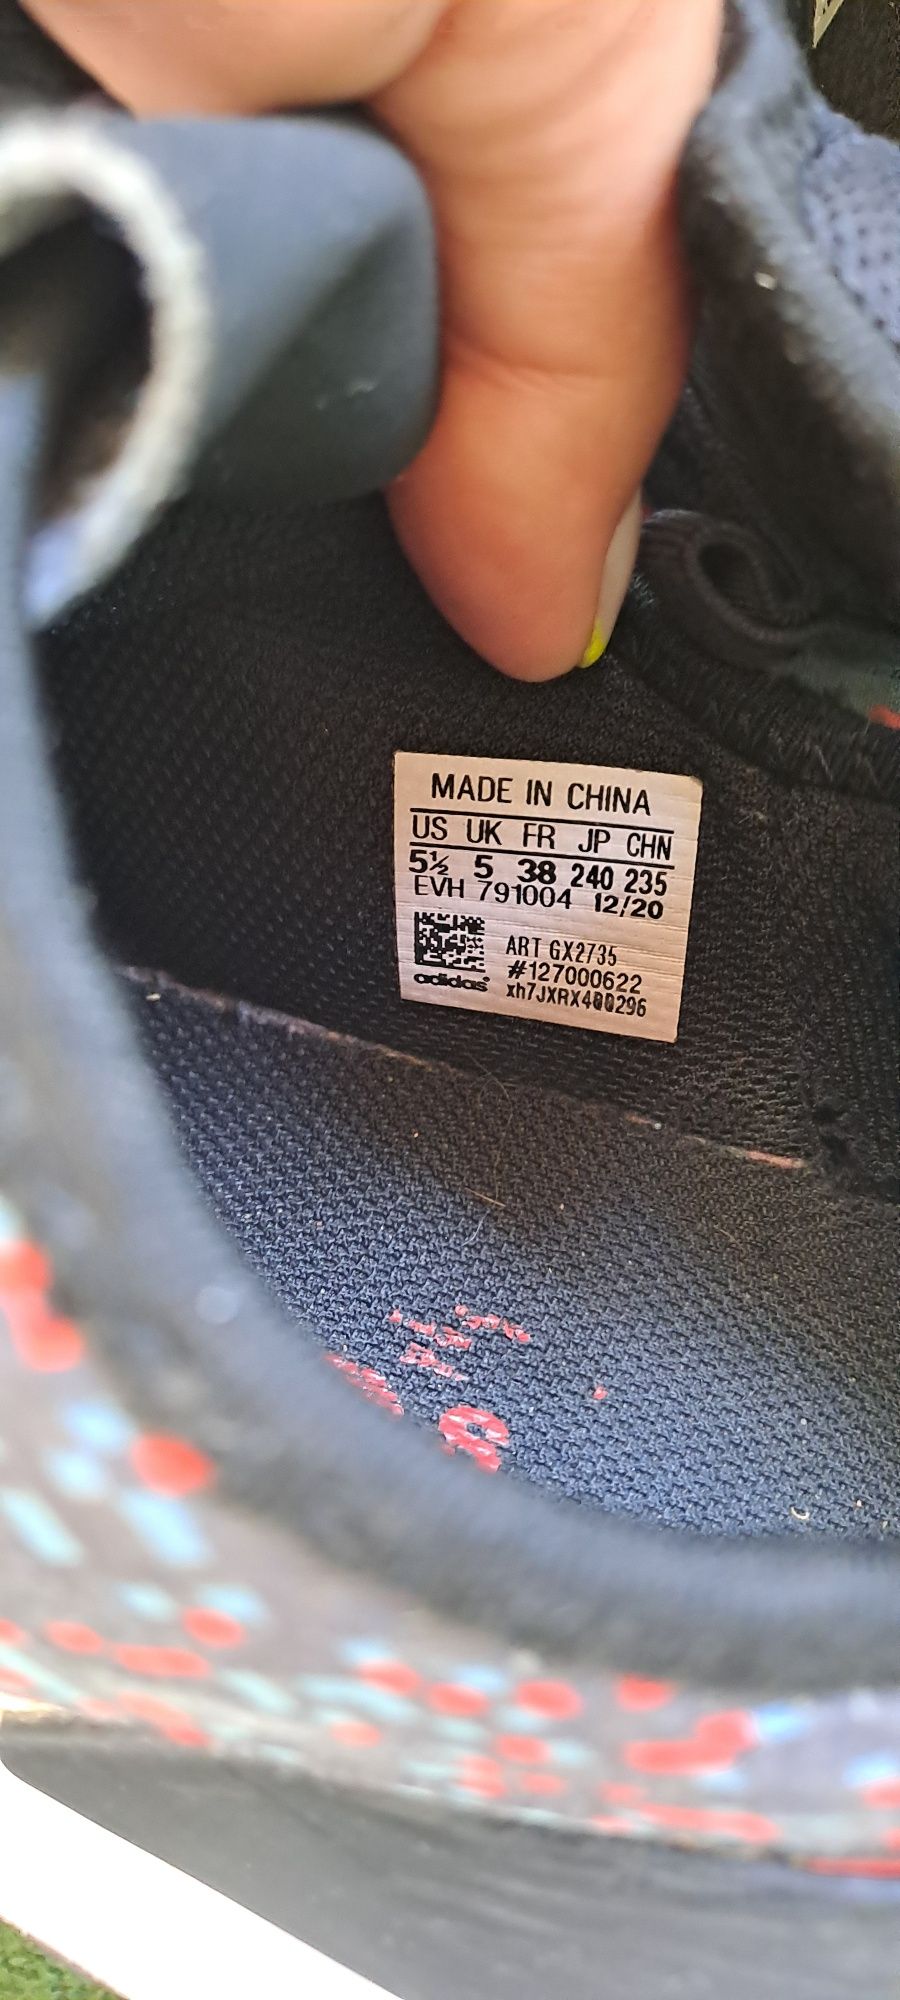 MADE IN CHINA
US UK FR JP CHN
5½ 5 38 240 235
EVH 791004 12/20
ART GX2735
#127000622
adidas
xh7JXRX400296